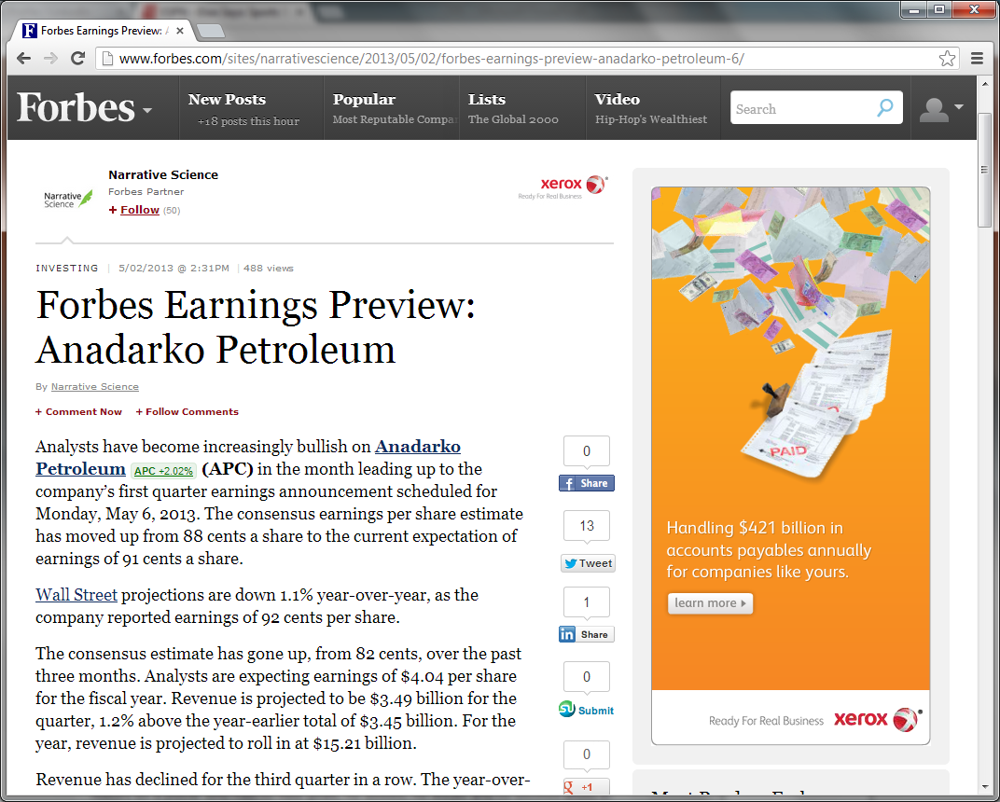 Forbes Earnings Preview: A
www.forbes.com/sites/narrativescience/2013/05/02/forbes-earnings-preview-anadarko-petroleum-6/
Forbes
New Posts
+18 posts this hour
Popular
Most Reputable Compa
Lists
The Global 2000
Video
Hip-Hop's Wealthiest
Search
Narrative Science
Narrative Science
Forbes Partner
+ Follow (50)
xerox
Ready For Real Business
INVESTING | 5/02/2013 @ 2:31PM | 488 views
Forbes Earnings Preview:
Anadarko Petroleum
By Narrative Science
+ Comment Now + Follow Comments
Analysts have become increasingly bullish on Anadarko
Petroleum APC +2.02% (APC) in the month leading up to the
company's first quarter earnings announcement scheduled for
Monday, May 6, 2013. The consensus earnings per share estimate
has moved up from 88 cents a share to the current expectation of
earnings of 91 cents a share.
Wall Street projections are down 1.1% year-over-year, as the
company reported earnings of 92 cents per share.
The consensus estimate has gone up, from 82 cents, over the past
three months. Analysts are expecting earnings of $4.04 per share
for the fiscal year. Revenue is projected to be $3.49 billion for the
quarter, 1.2% above the year-earlier total of $3.45 billion. For the
year, revenue is projected to roll in at $15.21 billion.
Revenue has declined for the third quarter in a row. The year-over-
0
Share
13
Tweet
1
Share
0
Submit
0
+1
PAID
Handling $421 billion in
accounts payables annually
for companies like yours.
learn more
Ready For Real Business xerox